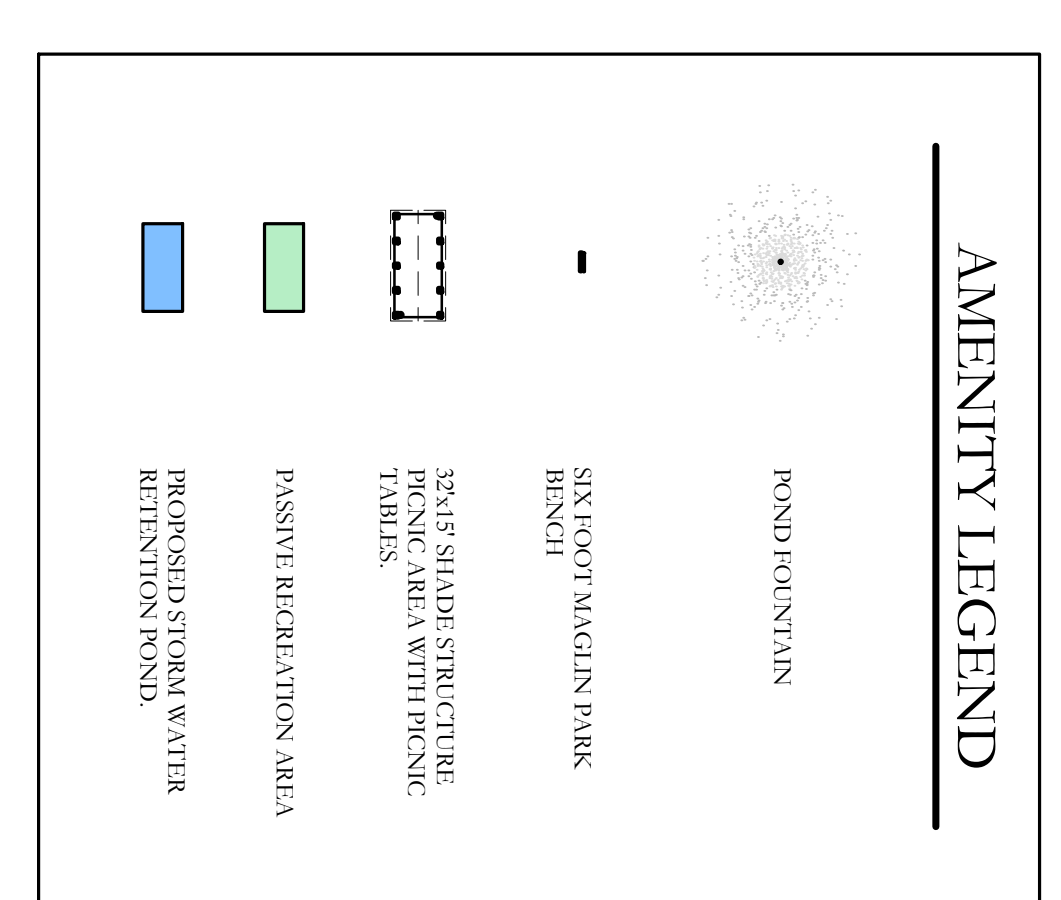 AMENITY LEGEND
POND FOUNTAIN
SIX FOOT MAGLIN PARK
BENCH
32'x15' SHADE STRUCTURE
PICNIC AREA WITH PICNIC
TABLES.
PASSIVE RECREATION AREA
PROPOSED STORM WATER
RETENTION POND.